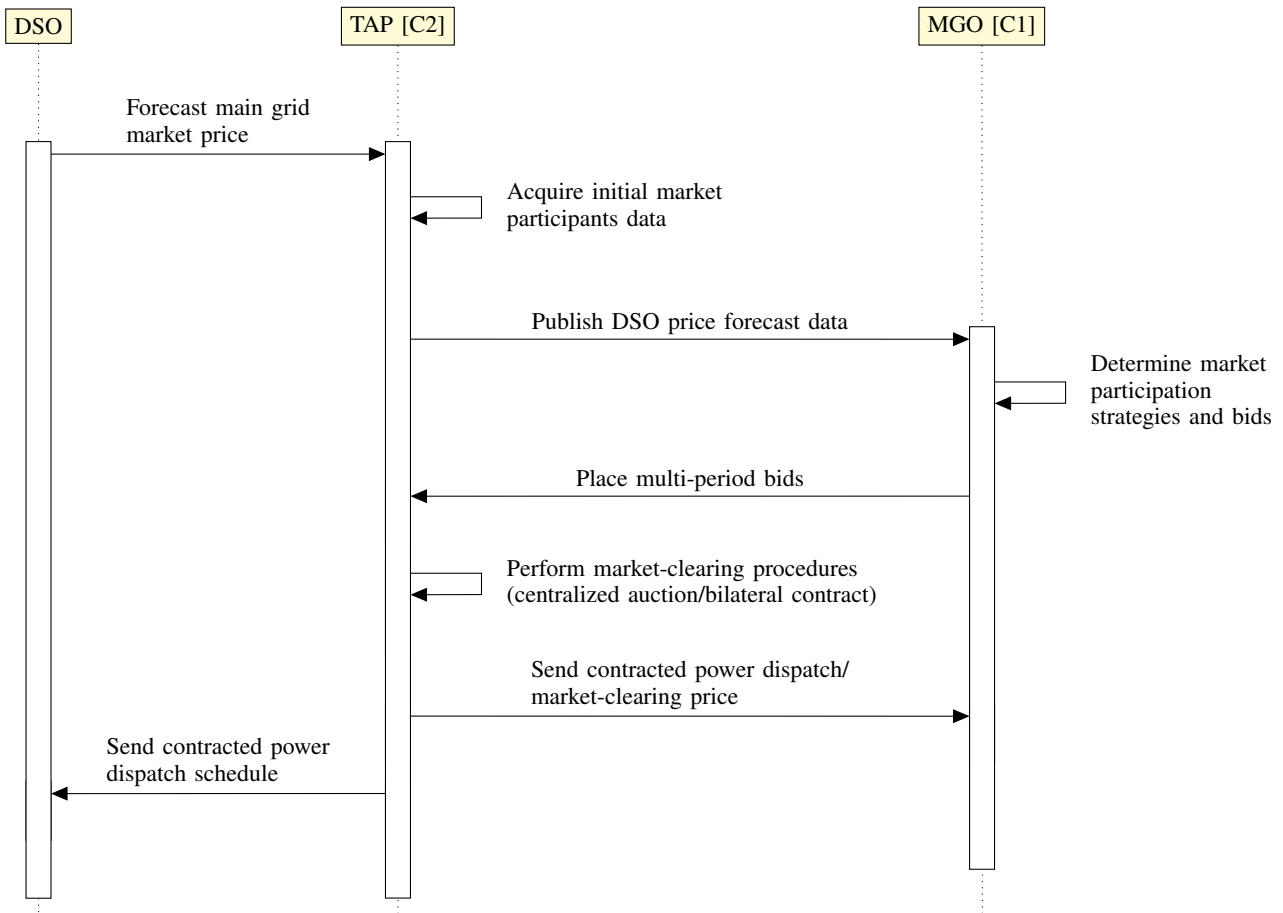 DSO
TAP [C2]
MGO [C1]
Forecast main grid
market price
Acquire initial market
participants data
Publish DSO price forecast data
Determine market
participation
strategies and bids
Place multi-period bids
Perform market-clearing procedures
(centralized auction/bilateral contract)
Send contracted power dispatch/
market-clearing price
Send contracted power
dispatch schedule